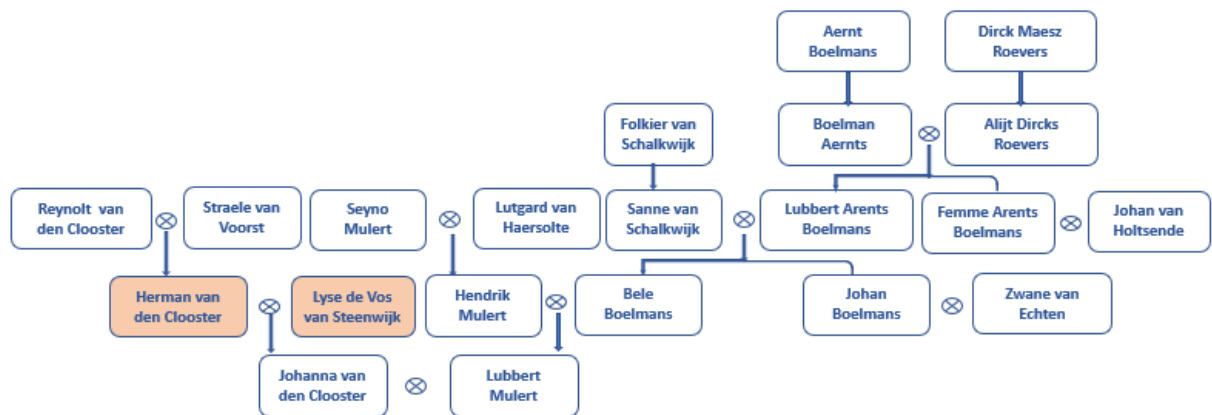 Aernt
Boelmans
Dirck Maesz
Roevers
Folkier van
Schalkwijk
Boelman
Aernts
Alijt Dircks
Roevers
Reynolt van
den Clooster
Straele van
Voorst
Seyno
Mulert
Lutgard van
Haersolte
Sanne van
Schalkwijk
Lubbert Arents
Boelmans
Femme Arents
Boelmans
Johan van
Holtsende
Herman van
den Clooster
Lyse de Vos
van Steenwijk
Hendrik
Mulert
Bele
Boelmans
Johan
Boelmans
Zwane van
Echten
Johanna van
den Clooster
Lubbert
Mulert